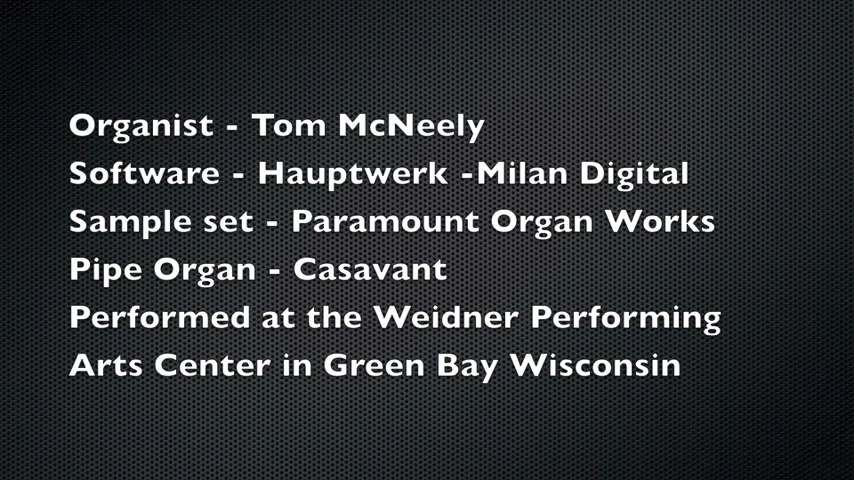 Organist - Tom McNeely
Software - Hauptwerk -Milan Digital
Sample set - Paramount Organ Works
Pipe Organ - Casavant
Performed at the Weidner Performing
Arts Center in Green Bay Wisconsin